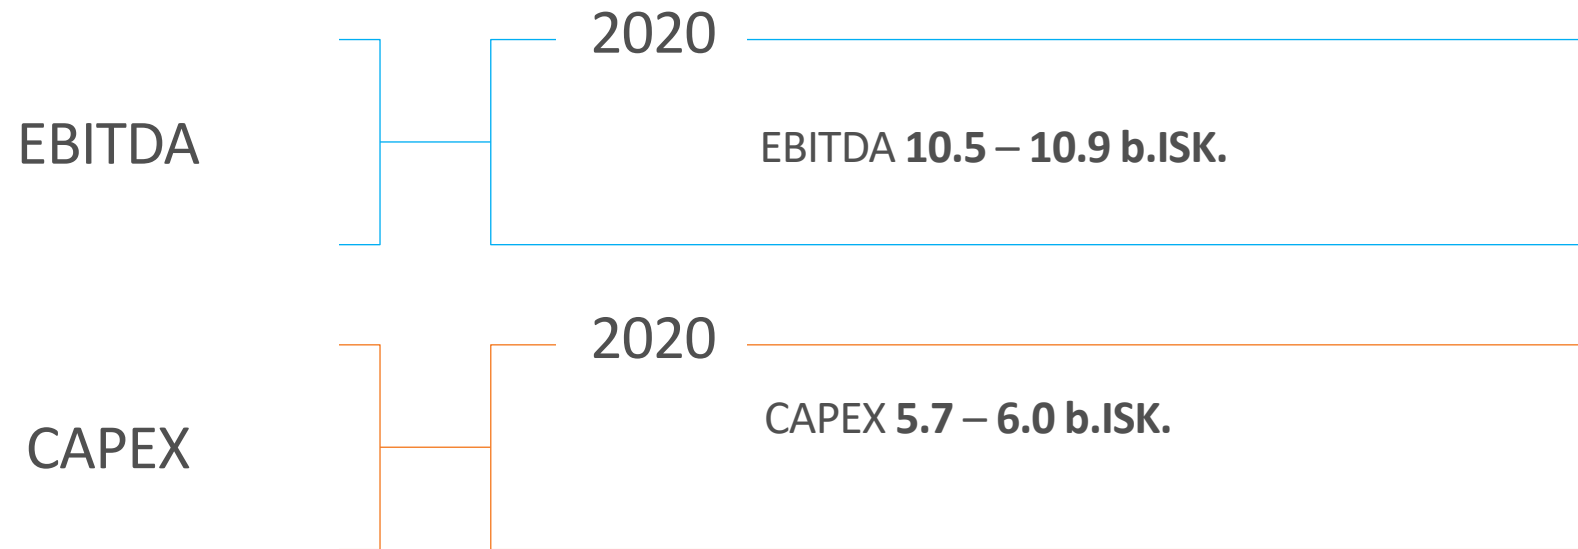 2020
EBITDA
EBITDA 10.5 – 10.9 b.ISK.
2020
CAPEX 5.7 – 6.0 b.ISK.
CAPEX